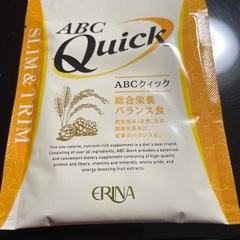 SLIM & TRIM
ABC
Quick
ABCクィック
総合栄養
バランス食
This low-calorie, nutrient-rich supplement is a diet's best friend.
Consisting of over 60 ingredients, ABC Quick provides a balanced
and convenient dietary supplement consisting of high-quality
protein and fibers, vitamins and minerals, amino acids, and
energy-boosting fruit extracts.
ERINA